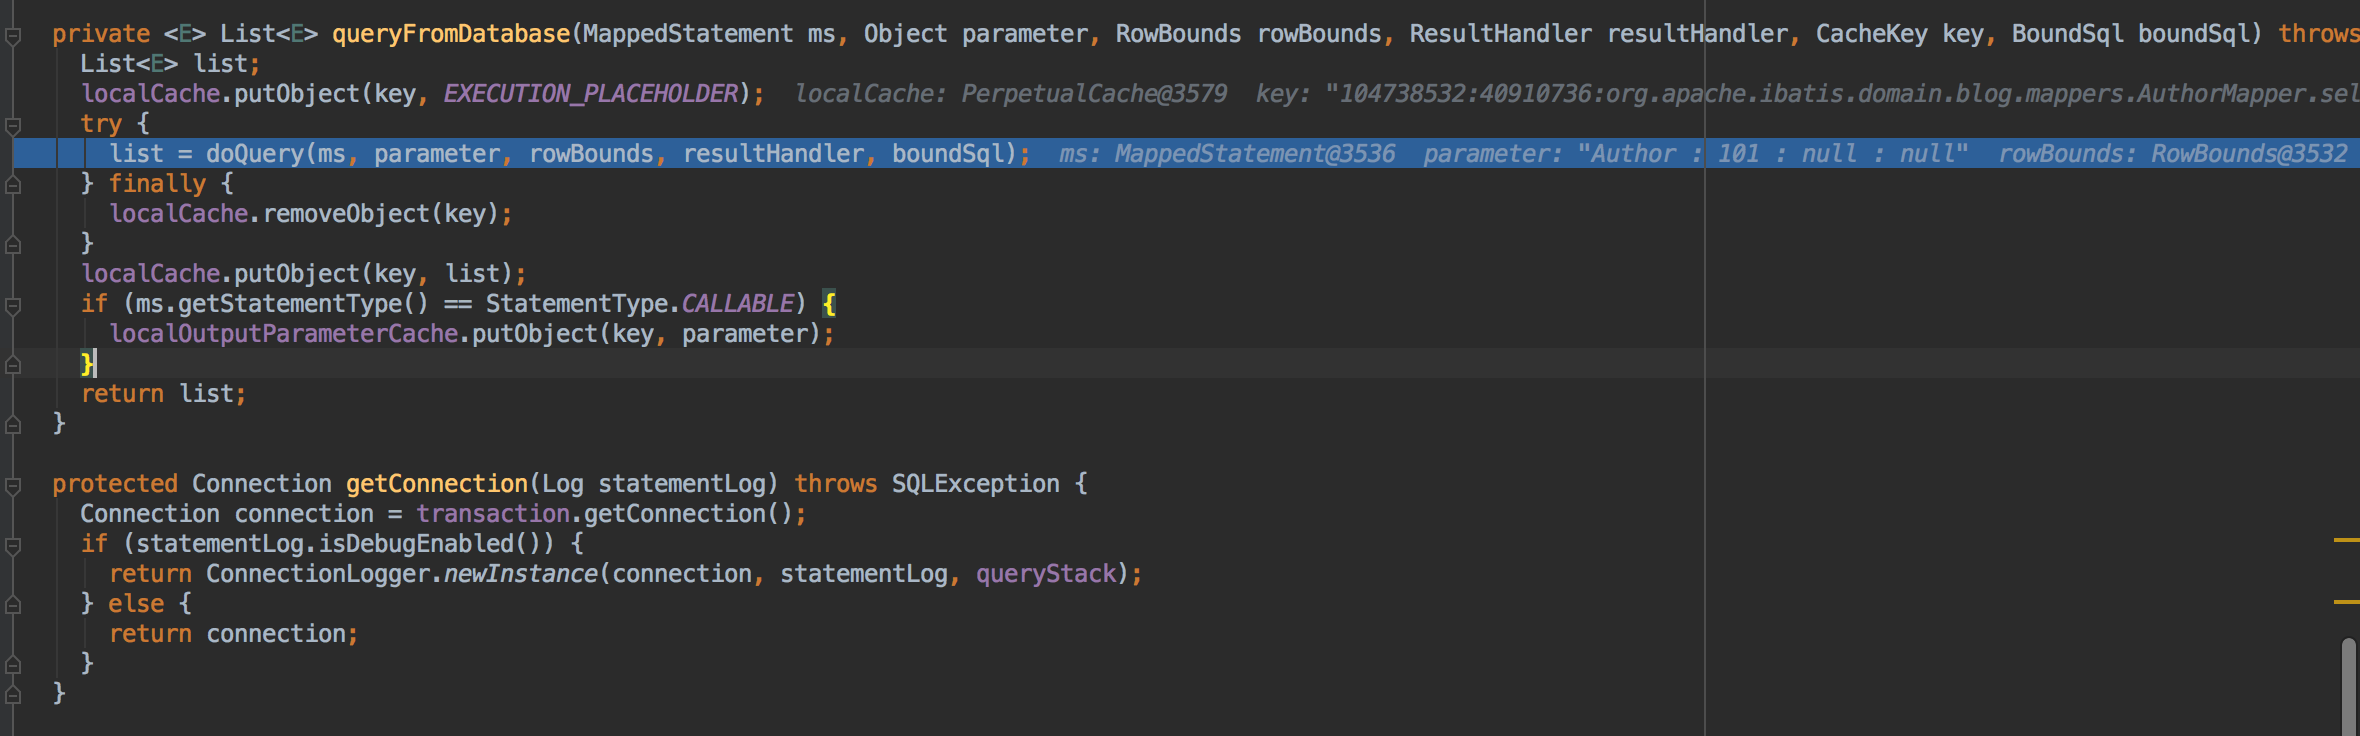 private <E> List<E> queryFromDatabase(MappedStatement ms, Object parameter, RowBounds rowBounds, ResultHandler resultHandler, CacheKey key, BoundSql boundSql) throws
List<E> list;
localCache.putObject(key, EXECUTION_PLACEHOLDER); localCache: PerpetualCache@3579 key: "104738532:40910736:org.apache.ibatis.domain.blog.mappers.AuthorMapper.sel
try {
list = doQuery(ms, parameter, rowBounds, resultHandler, boundSql); ms: MappedStatement@3536 parameter: "Author : 101 : null : null" rowBounds: RowBounds@3532
} finally {
localCache.removeObject(key);
}
localCache.putObject(key, list);
if (ms.getStatementType() == StatementType.CALLABLE) {
localOutputParameterCache.putObject(key, parameter);
}
return list;
}
protected Connection getConnection(Log statementLog) throws SQLException {
Connection connection = transaction.getConnection();
if (statementLog.isDebugEnabled()) {
return ConnectionLogger.newInstance(connection, statementLog, queryStack);
} else {
return connection;
}
}